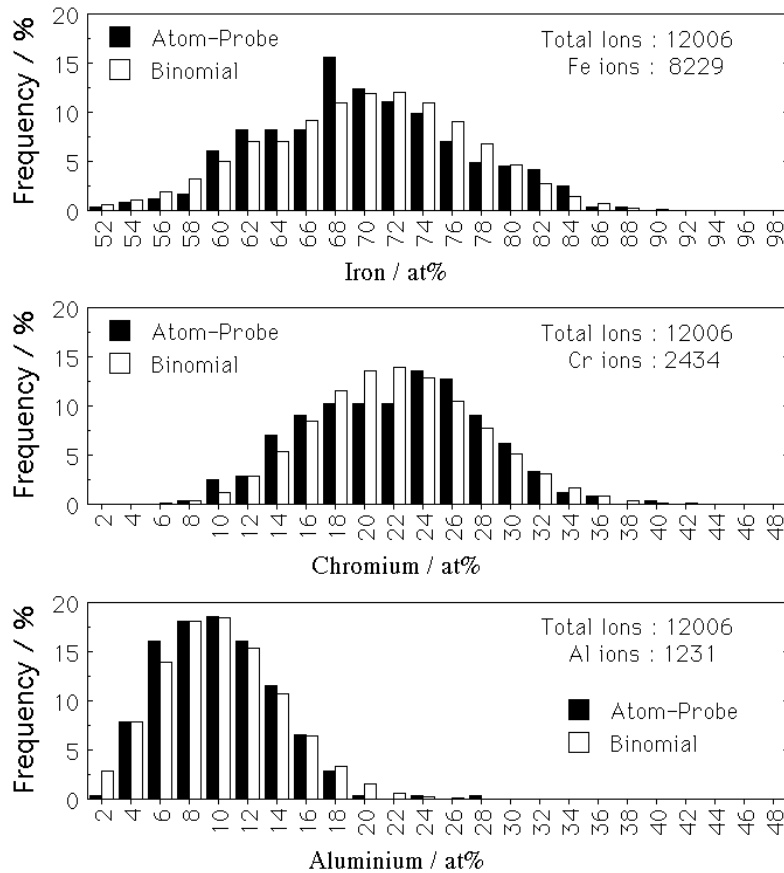 Frequency / %
20
15
10
5
0
Atom-Probe
Binomial
Total Ions : 12006
Fe ions : 8229
52 54 56 58 60 62 64 66 68 70 72 74 76 78 80 82 84 86 88 90 92 94 96 98
Iron / at%
Frequency / %
20
15
10
5
0
Atom-Probe
Binomial
Total Ions : 12006
Cr ions : 2434
2 4 6 8 10 12 14 16 18 20 22 24 26 28 30 32 34 36 38 40 42 44 46 48
Chromium / at%
Frequency / %
20
15
10
5
0
Total Ions : 12006
Al ions : 1231
Atom-Probe
Binomial
2 4 6 8 10 12 14 16 18 20 22 24 26 28 30 32 34 36 38 40 42 44 46 48
Aluminium / at%